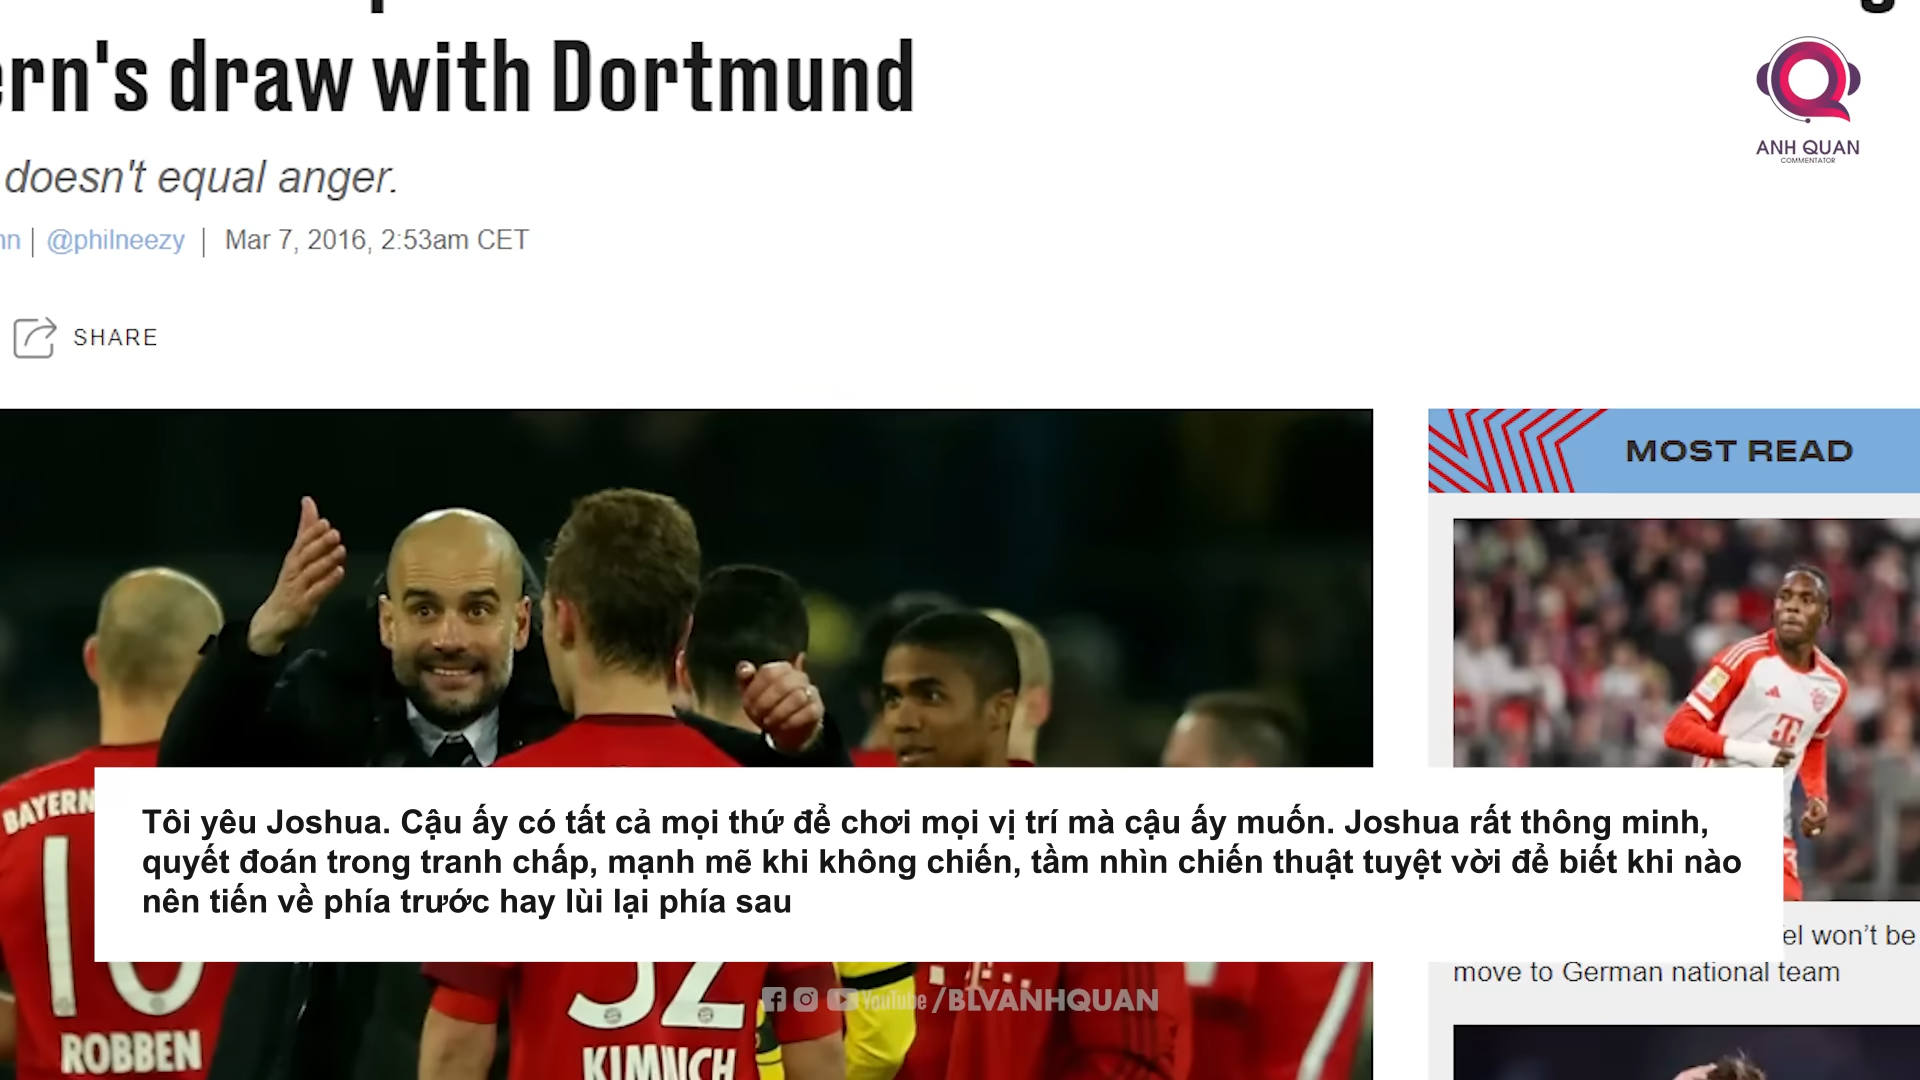 ern's draw with Dortmund
ANH QUAN
COMMENTATOR
doesn't equal anger.
nn | @philneezy | Mar 7, 2016, 2:53am CET
SHARE
MOST READ
BAYERN
10
ROBBEN
Tôi yêu Joshua. Cậu ấy có tất cả mọi thứ để chơi mọi vị trí mà cậu ấy muốn. Joshua rất thông minh,
quyết đoán trong tranh chấp, mạnh mẽ khi không chiến, tầm nhìn chiến thuật tuyệt vời để biết khi nào
nên tiến về phía trước hay lùi lại phía sau
el won't be
move to German national team
32
KIMMICH
YouTube /BLVANHQUAN